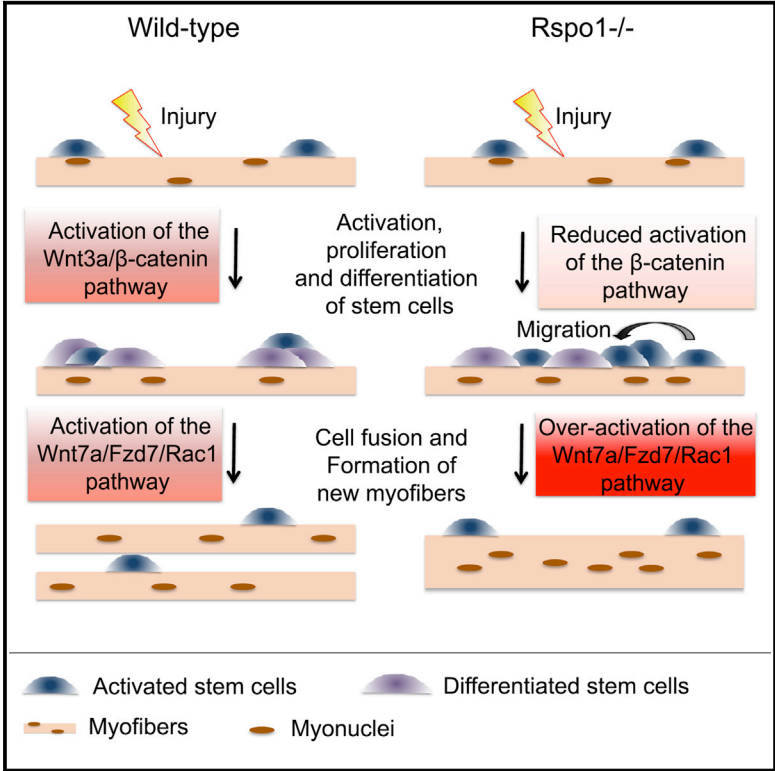 Wild-type
Rspo1-/-
Injury
Injury
Activation of the
Wnt3a/β-catenin
pathway
Activation,
proliferation
and differentiation
of stem cells
Reduced activation
of the β-catenin
pathway
Migration
Activation of the
Wnt7a/Fzd7/Rac1
pathway
Cell fusion and
Formation of
new myofibers
Over-activation of the
Wnt7a/Fzd7/Rac1
pathway
Activated stem cells
Differentiated stem cells
Myofibers
Myonuclei